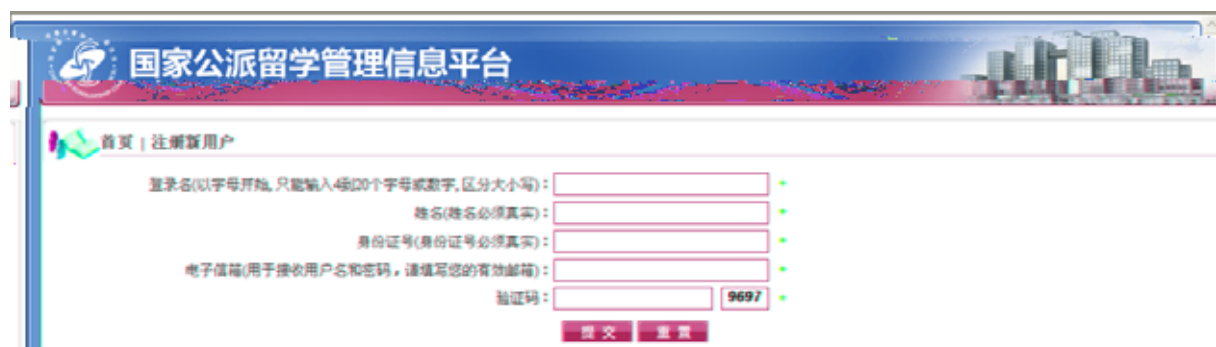 国家公派留学管理信息平台
首页 | 注册新用户
登录名(以字母开始,只能输入4到20个字母或数字,区分大小写):
姓名(姓名必须真实):
身份证号(身份证号必须真实):
电子信箱(用于接收用户名和密码，请填写您的有效邮箱):
验证码: 9697
提 交 重 置